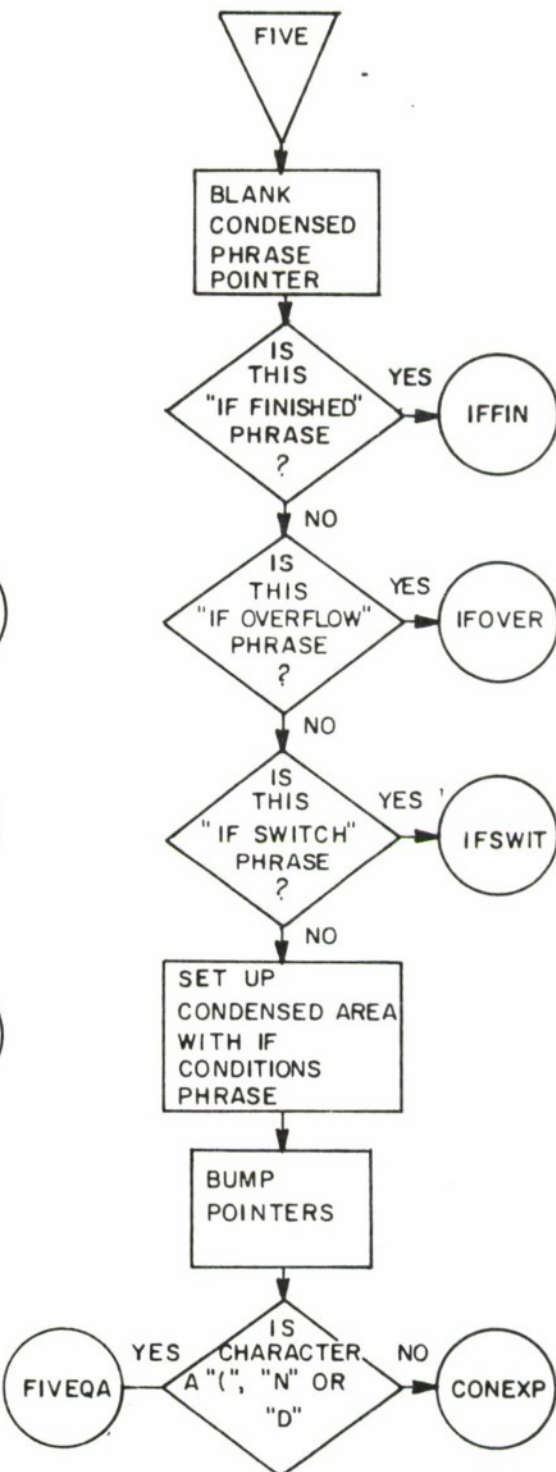 FIVE
BLANK
CONDENSED
PHRASE
POINTER
IS
THIS
"IF FINISHED"
PHRASE
?
YES
IFFIN
NO
IS
THIS
"IF OVERFLOW"
PHRASE
?
YES
IFOVER
NO
IS
THIS
"IF SWITCH"
PHRASE
?
YES
IFSWIT
NO
SET UP
CONDENSED AREA
WITH IF
CONDITIONS
PHRASE
BUMP
POINTERS
IS
CHARACTER
A "(", "N" OR
"D"
YES
FIVEQA
NO
CONEXP